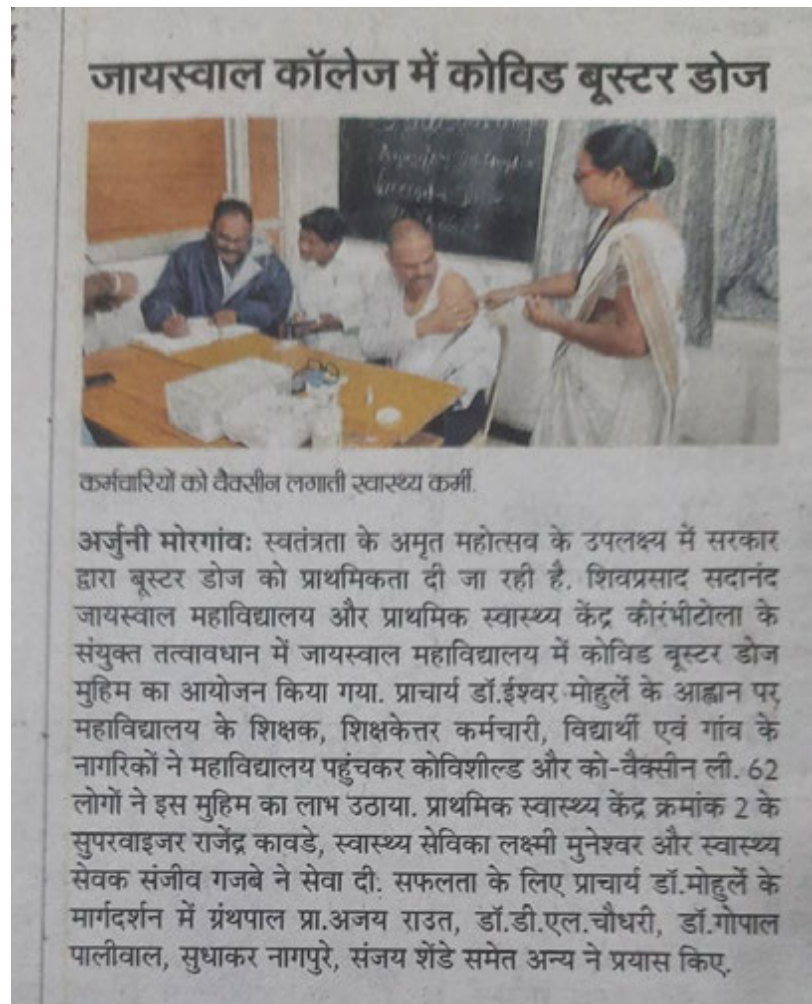 जायस्वाल कॉलेज में कोविड बूस्टर डोज
कर्मचारियों को वैक्सीन लगाती स्वास्थ्य कर्मी.
अर्जुनी मोरगांवः स्वतंत्रता के अमृत महोत्सव के उपलक्ष्य में सरकार
द्वारा बूस्टर डोज को प्राथमिकता दी जा रही है. शिवप्रसाद सदानंद
जायस्वाल महाविद्यालय और प्राथमिक स्वास्थ्य केंद्र कोरंभीटोला के
संयुक्त तत्वावधान में जायस्वाल महाविद्यालय में कोविड बूस्टर डोज
मुहिम का आयोजन किया गया. प्राचार्य डॉ.ईश्वर मोहुर्ले के आह्वान पर
महाविद्यालय के शिक्षक, शिक्षकेत्तर कर्मचारी, विद्यार्थी एवं गांव के
नागरिकों ने महाविद्यालय पहुंचकर कोविशील्ड और को-वैक्सीन ली. 62
लोगों ने इस मुहिम का लाभ उठाया. प्राथमिक स्वास्थ्य केंद्र क्रमांक 2 के
सुपरवाइजर राजेंद्र कावडे, स्वास्थ्य सेविका लक्ष्मी मुनेश्वर और स्वास्थ्य
सेवक संजीव गजबे ने सेवा दी. सफलता के लिए प्राचार्य डॉ.मोहुर्ले के
मार्गदर्शन में ग्रंथपाल प्रा.अजय राउत, डॉ.डी.एल.चौधरी, डॉ.गोपाल
पालीवाल, सुधाकर नागपुरे, संजय शेंडे समेत अन्य ने प्रयास किए.